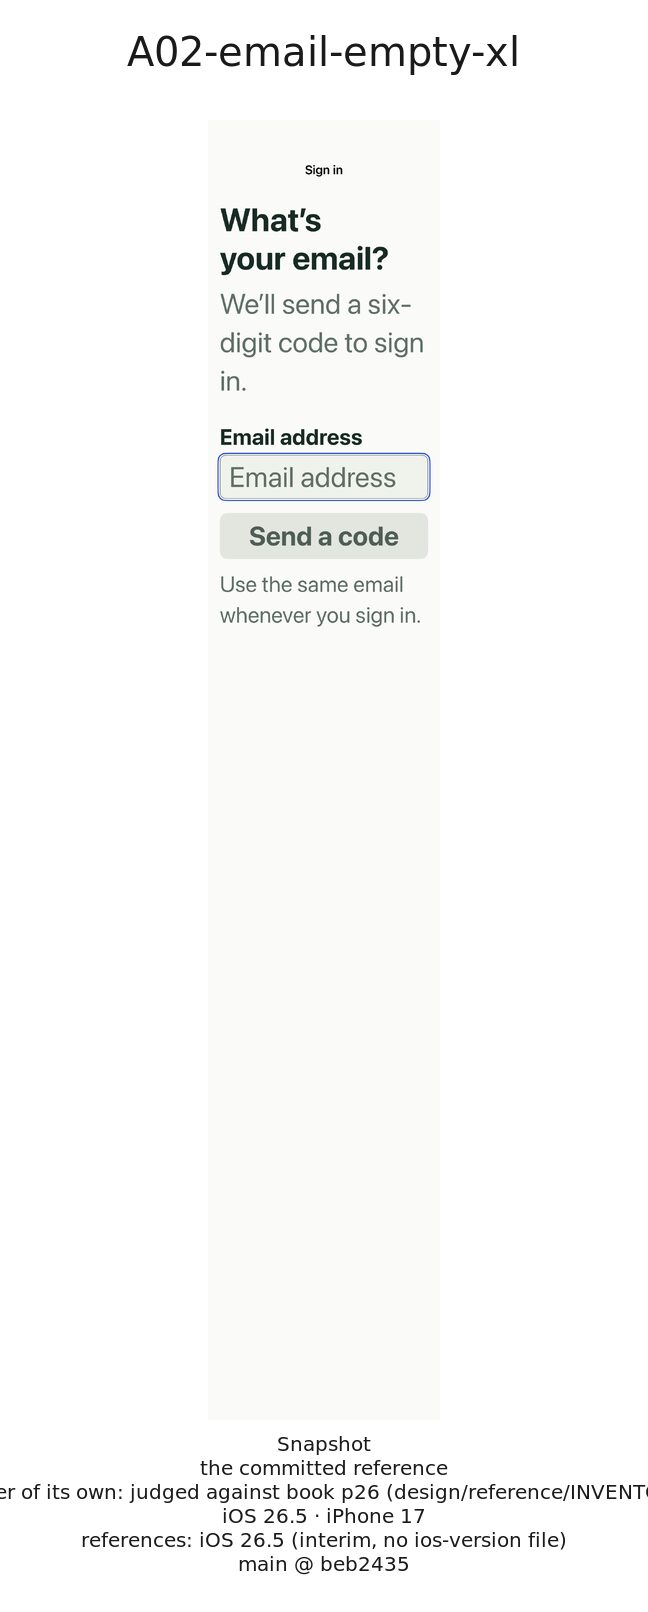 A02-email-empty-xl
Sign in
What’s
your email?
We’ll send a six-
digit code to sign
in.
Email address
Email address
Send a code
Use the same email
whenever you sign in.
Snapshot
the committed reference
er of its own: judged against book p26 (design/reference/INVENT
iOS 26.5 · iPhone 17
references: iOS 26.5 (interim, no ios-version file)
main @ beb2435